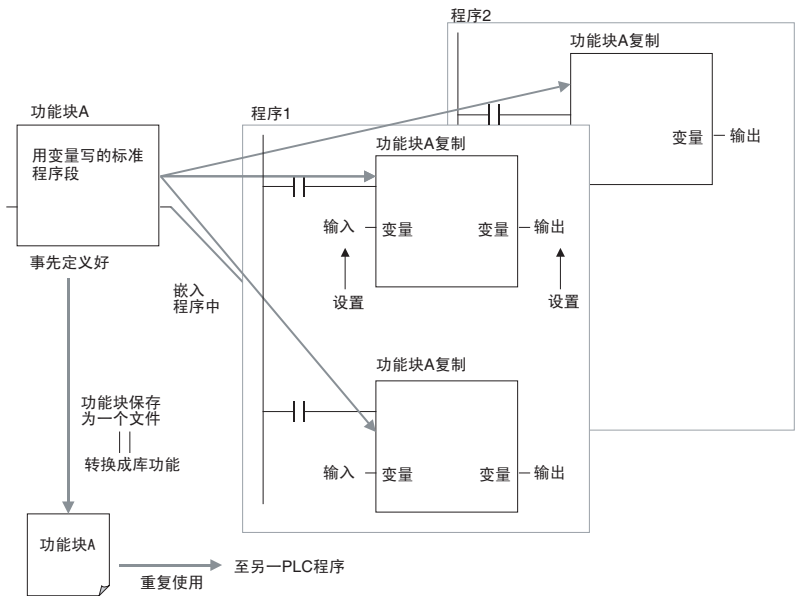 程序2
功能块A复制
变量
输出
功能块A
用变量写的标准
程序段
事先定义好
程序1
功能块A复制
输入
变量
变量
输出
设置
设置
嵌入
程序中
功能块A复制
输入
变量
变量
输出
功能块保存
为一个文件
转换成库功能
功能块A
重复使用
至另一PLC程序